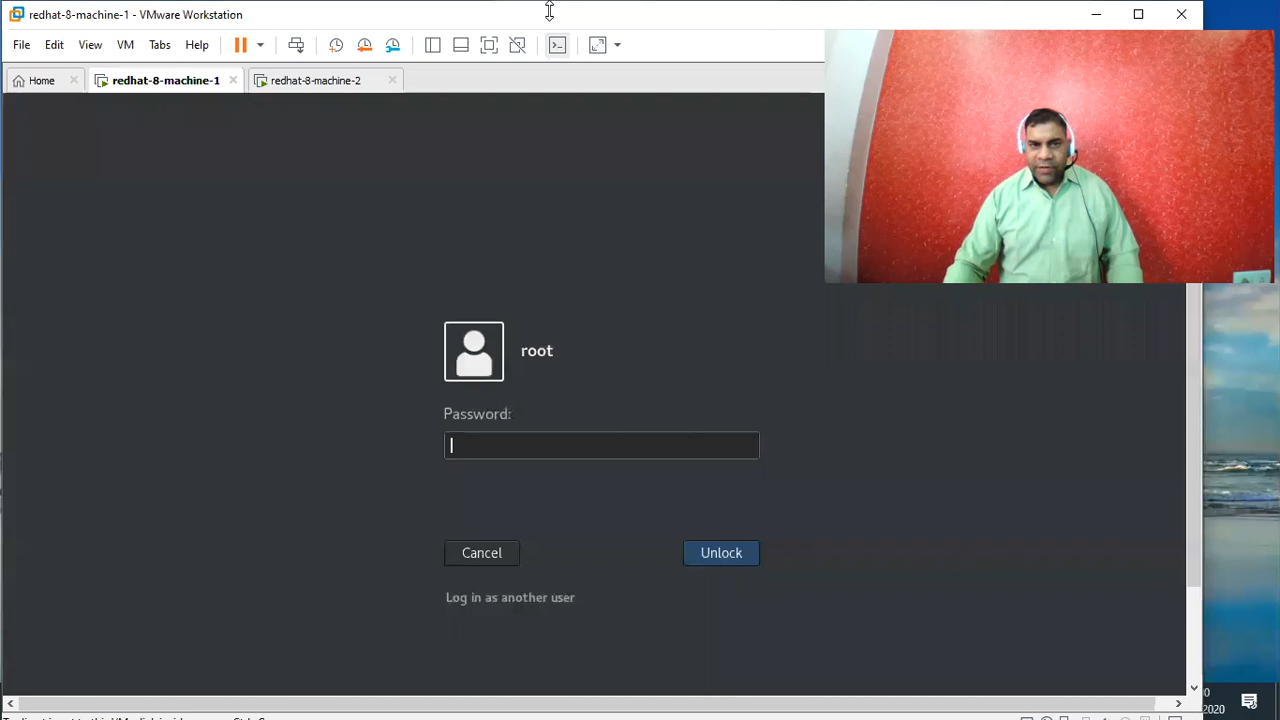 redhat-8-machine-1 - VMware Workstation
File Edit View VM Tabs Help
Home redhat-8-machine-1 redhat-8-machine-2
root
Password:
Cancel Unlock
Log in as another user
2020